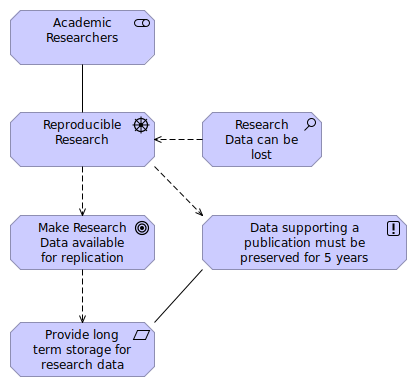 Academic
Researchers
Reproducible
Research
Research
Data can be
lost
Make Research
Data available
for replication
Data supporting a
publication must be
preserved for 5 years
Provide long
term storage for
research data